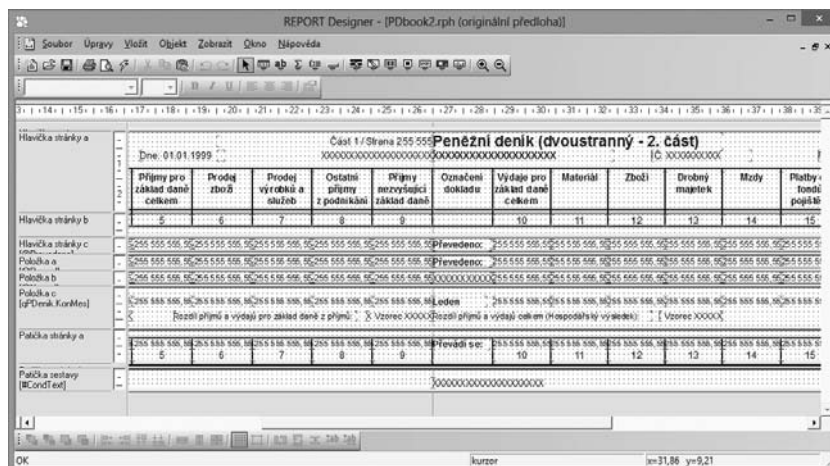 REPORT Designer - [PDbook2.rph (originální předloha)]
Soubor Úpravy Vložit Objekt Zobrazit Okno Nápověda
Hlavička stránky a
Část 1 / Strana 255 555 Peněžní deník (dvoustranný - 2. část)
Dne: 01.01.1999 XXXXXXXXXX
Příjmy pro základ daně celkem Prodej zboží Prodej výrobků a služeb Ostatní příjmy z podnikání Příjmy nezvyšující základ daně Označení dokladu Výdaje pro základ daně celkem Materiál Zboží Drobný majetek Mzdy Platby
Hlavička stránky b 5 6 7 8 9 10 11 12 13 14 15
Hlavička stránky c Převedeno:
Položka a Převedeno:
Položka b
Položka c
[qPDenik.KonMes] Leden
Rozdíl příjmů a výdajů pro základ daně z příjmů: Vzorec XXXXX Rozdíl příjmů a výdajů celkem (Hospodářský výsledek): Vzorec XXXXX
Patička stránky a Převádí se:
5 6 7 8 9 10 11 12 13 14 15
Patička sestavy
[#CondText]
OK kurzor x=31,86 y=9,21